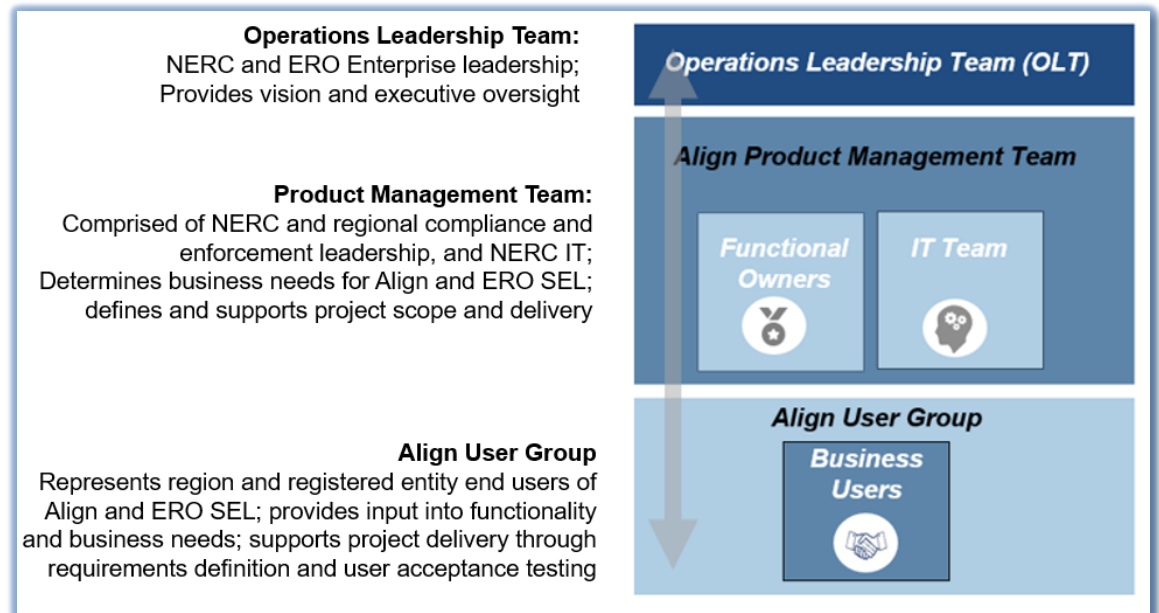 Operations Leadership Team:
NERC and ERO Enterprise leadership;
Provides vision and executive oversight
Operations Leadership Team (OLT)
Product Management Team:
Comprised of NERC and regional compliance and
enforcement leadership, and NERC IT;
Determines business needs for Align and ERO SEL;
defines and supports project scope and delivery
Align Product Management Team
Functional
Owners
IT Team
Align User Group
Represents region and registered entity end users of
Align and ERO SEL; provides input into functionality
and business needs; supports project delivery through
requirements definition and user acceptance testing
Align User Group
Business
Users